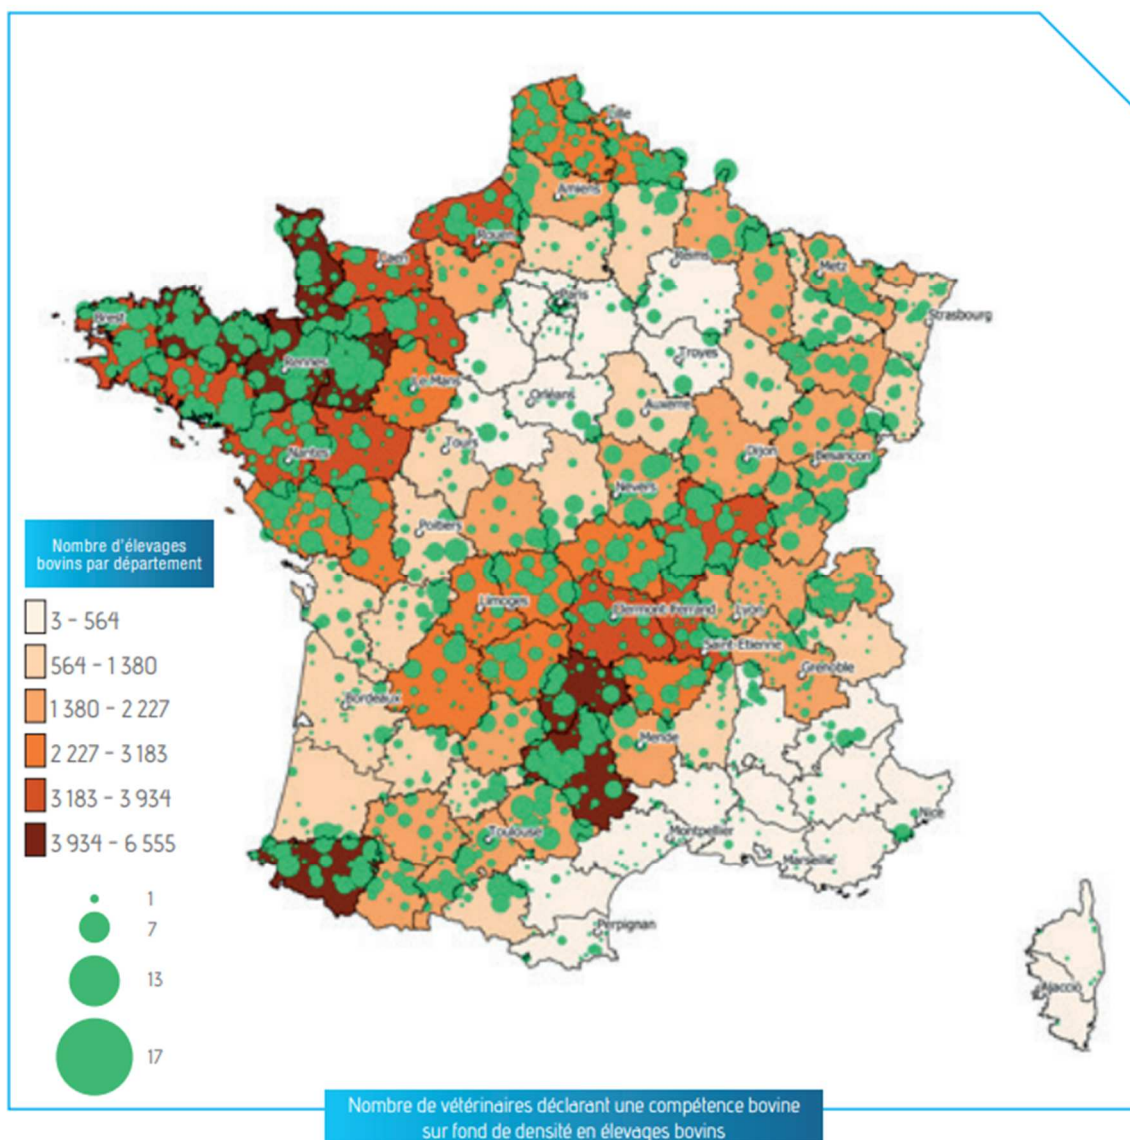 Lille
Amiens
Rouen
Caen
Reims
Metz
Paris
Strasbourg
Brest
Rennes
Troyes
Le Mans
Orléans
Auxerre
Tours
Nantes
Dijon
Besançon
Nevers
Poitiers
Nombre d'élevages
bovins par département
3 – 564
564 – 1 380
1 380 – 2 227
2 227 – 3 183
3 183 – 3 934
3 934 – 6 555
1
7
13
17
Limoges
Clermont-Ferrand
Lyon
Saint-Etienne
Grenoble
Bordeaux
Mende
Toulouse
Montpellier
Nice
Marseille
Perpignan
Ajaccio
Nombre de vétérinaires déclarant une compétence bovine
sur fond de densité en élevages bovins